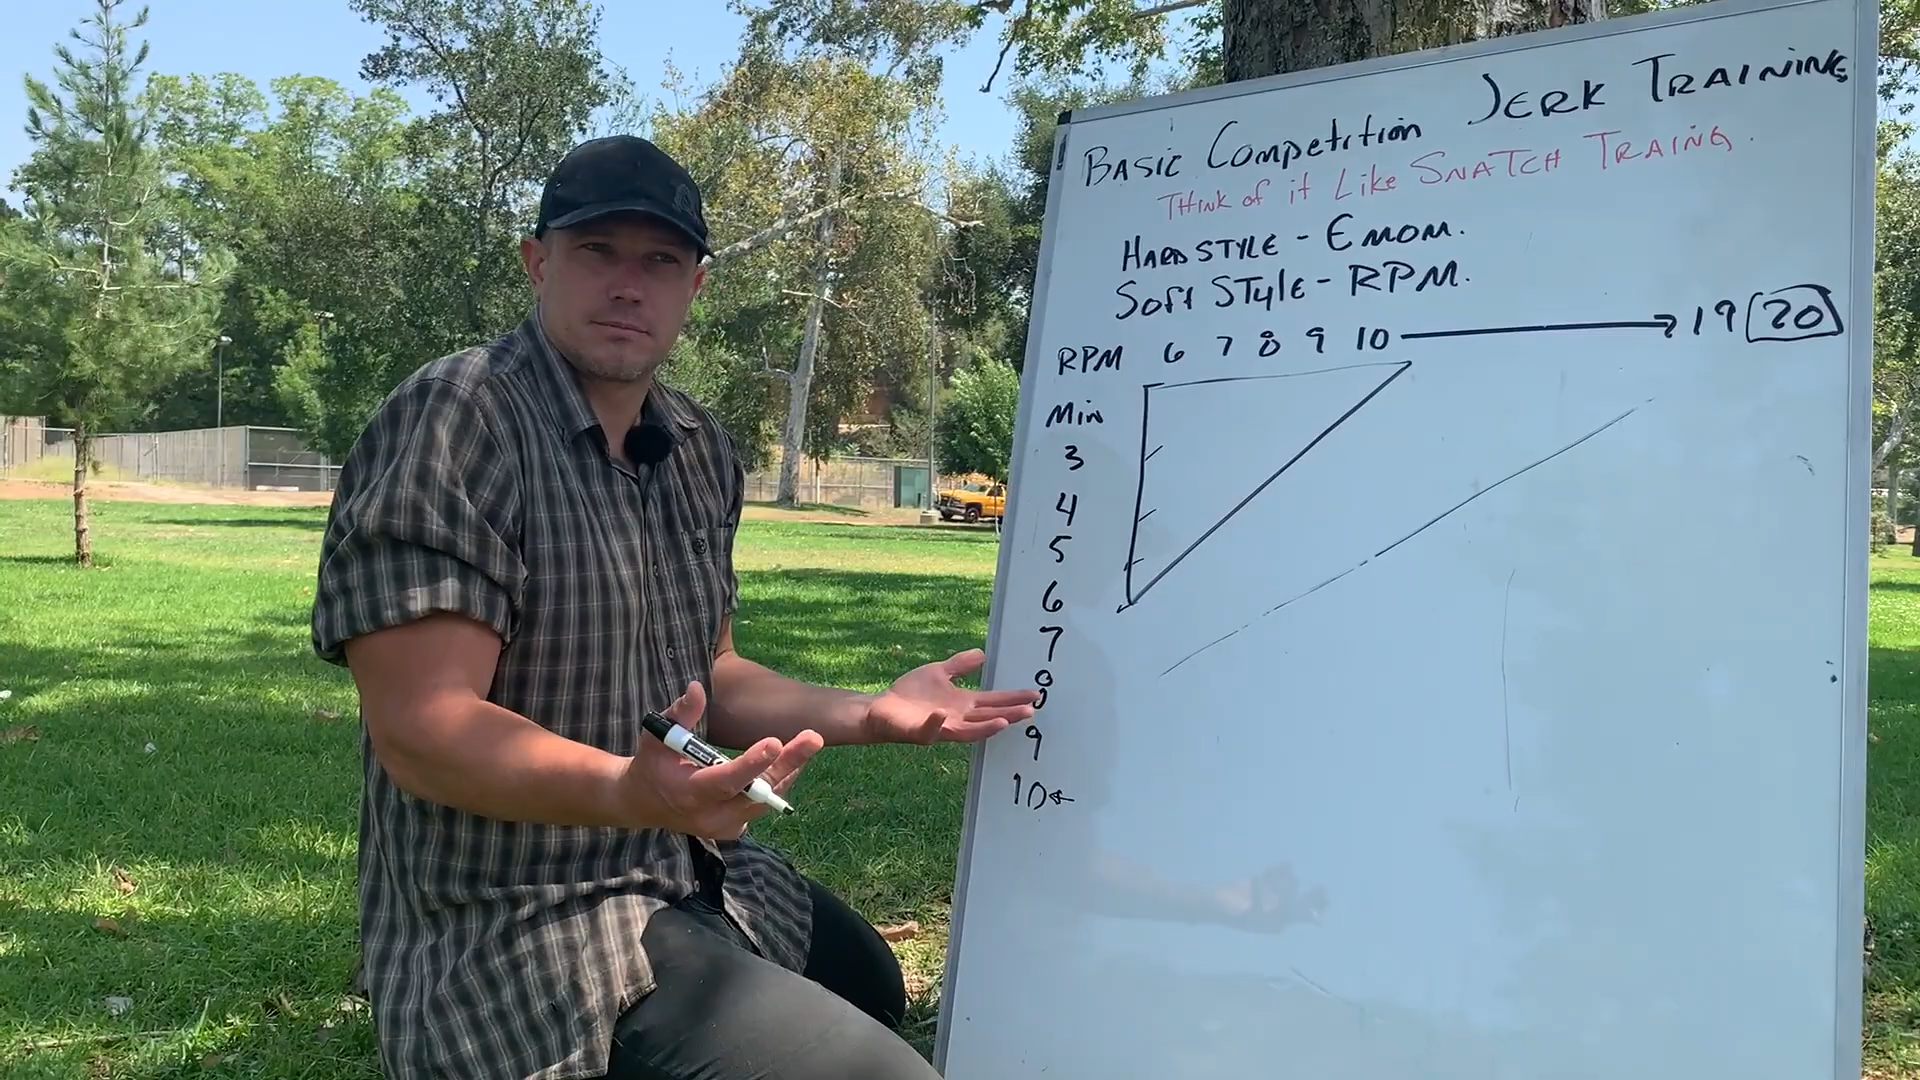 BASIC Competition JERK TRAINING
THINK OF it Like SNATCH TRAING.
HARDSTYLE - EMOM.
Soft STYLE - RPM.
RPM 6 7 8 9 10 → 19 20
Min
3
4
5
6
7
8
9
10←